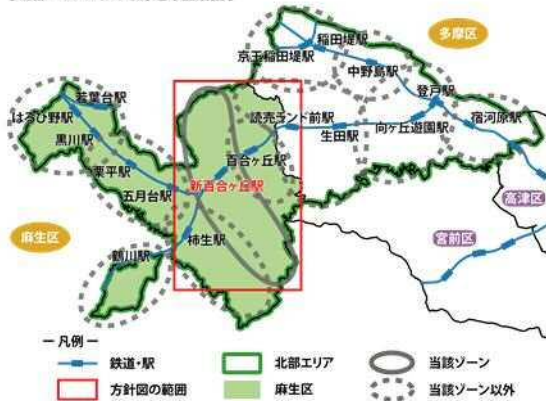 稲田堤駅
多摩区
京王稲田堤駅
中野島駅
登戸駅
若葉台駅
はるひ野駅
読売ランド前駅
宿河原駅
黒川駅
生田駅
向ヶ丘遊園駅
百合ヶ丘駅
栗平駅
新百合ヶ丘駅
五月台駅
高津区
麻生区
柿生駅
宮前区
鶴川駅
― 凡例 ―
鉄道・駅
北部エリア
当該ゾーン
方針図の範囲
麻生区
当該ゾーン以外